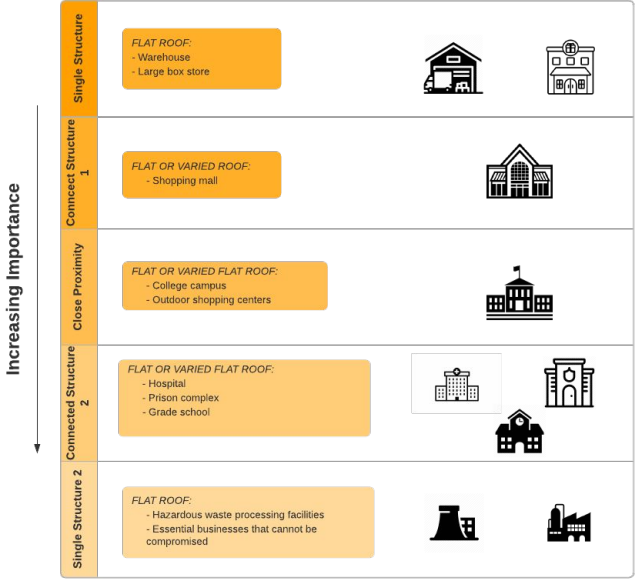 Increasing Importance
Single Structure
FLAT ROOF:
- Warehouse
- Large box store
Conncect Structure
1
FLAT OR VARIED ROOF:
- Shopping mall
Close Proximity
FLAT OR VARIED FLAT ROOF:
- College campus
- Outdoor shopping centers
Connected Structure
2
FLAT OR VARIED FLAT ROOF:
- Hospital
- Prison complex
- Grade school
Single Structure 2
FLAT ROOF:
- Hazardous waste processing facilities
- Essential businesses that cannot be
compromised